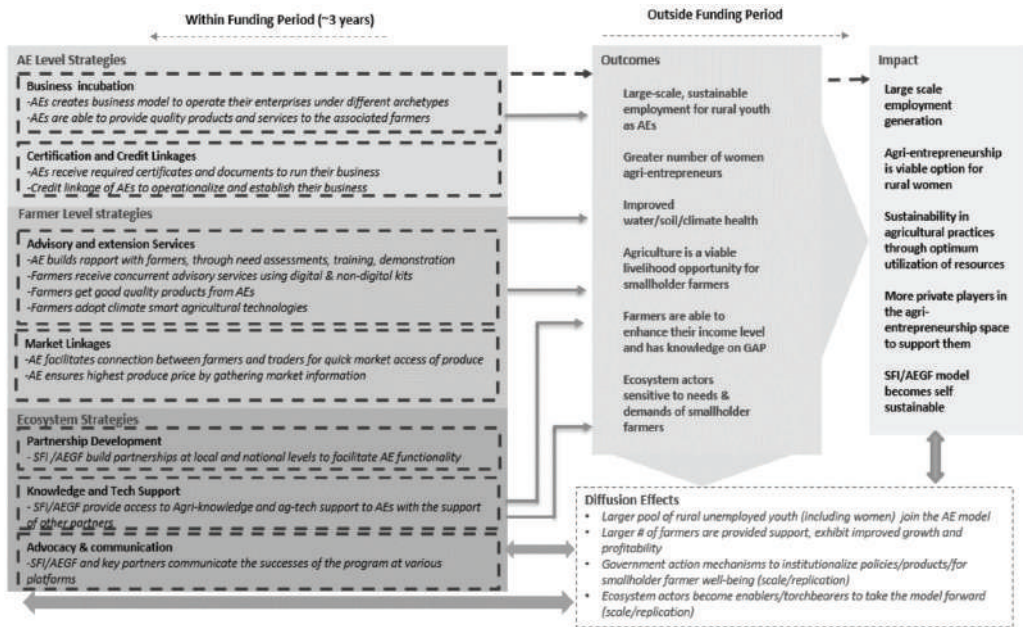 Within Funding Period (~3 years)
Outside Funding Period
AE Level Strategies
Business incubation
-AEs creates business model to operate their enterprises under different archetypes
-AEs are able to provide quality products and services to the associated farmers
Certification and Credit Linkages
-AEs receive required certificates and documents to run their business
-Credit linkage of AEs to operationalize and establish their business
Farmer Level strategies
Advisory and extension Services
-AE builds rapport with farmers, through need assessments, training, demonstration
-Farmers receive concurrent advisory services using digital & non-digital kits
-Farmers get good quality products from AEs
-Farmers adopt climate smart agricultural technologies
Market Linkages
-AE facilitates connection between farmers and traders for quick market access of produce
-AE ensures highest produce price by gathering market information
Ecosystem Strategies
Partnership Development
- SFI /AEGF build partnerships at local and national levels to facilitate AE functionality
Knowledge and Tech Support
- SFI/AEGF provide access to Agri-knowledge and ag-tech support to AEs with the support
of other partners
Advocacy & communication
-SFI/AEGF and key partners communicate the successes of the program at various
platforms
Outcomes
Large-scale, sustainable
employment for rural youth
as AEs
Greater number of women
agri-entrepreneurs
Improved
water/soil/climate health
Agriculture is a viable
livelihood opportunity for
smallholder farmers
Farmers are able to
enhance their income level
and has knowledge on GAP
Ecosystem actors
sensitive to needs &
demands of smallholder
farmers
Impact
Large scale
employment
generation
Agri-entrepreneurship
is viable option for
rural women
Sustainability in
agricultural practices
through optimum
utilization of resources
More private players in
the agri-
entrepreneurship space
to support them
SFI/AEGF model
becomes self
sustainable
Diffusion Effects
• Larger pool of rural unemployed youth (including women) join the AE model
• Larger # of farmers are provided support, exhibit improved growth and
profitability
• Government action mechanisms to institutionalize policies/products/for
smallholder farmer well-being (scale/replication)
• Ecosystem actors become enablers/torchbearers to take the model forward
(scale/replication)